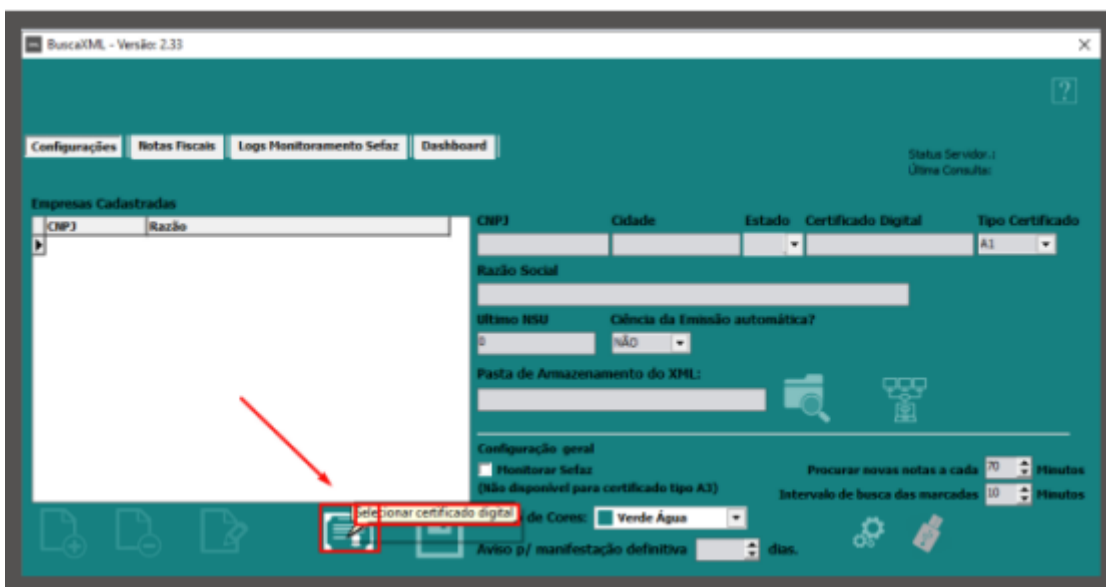 BuscaXML - Versão: 2.33
Configurações Notas Fiscais Logs Monitoramento Sefaz Dashboard
Status Servidor.:
Última Consulta:
Empresas Cadastradas
CNPJ Razão
CNPJ Cidade Estado Certificado Digital Tipo Certificado
A1
Razão Social
Ultimo NSU Ciência da Emissão automática?
0 NÃO
Pasta de Armazenamento do XML:
Configuração geral
Monitorar Sefaz
(Não disponível para certificado tipo A3)
Procurar novas notas a cada 70 Minutos
Intervalo de busca das marcadas 10 Minutos
Selecionar certificado digital
de Cores: Verde Água
Aviso p/ manifestação definitiva dias.